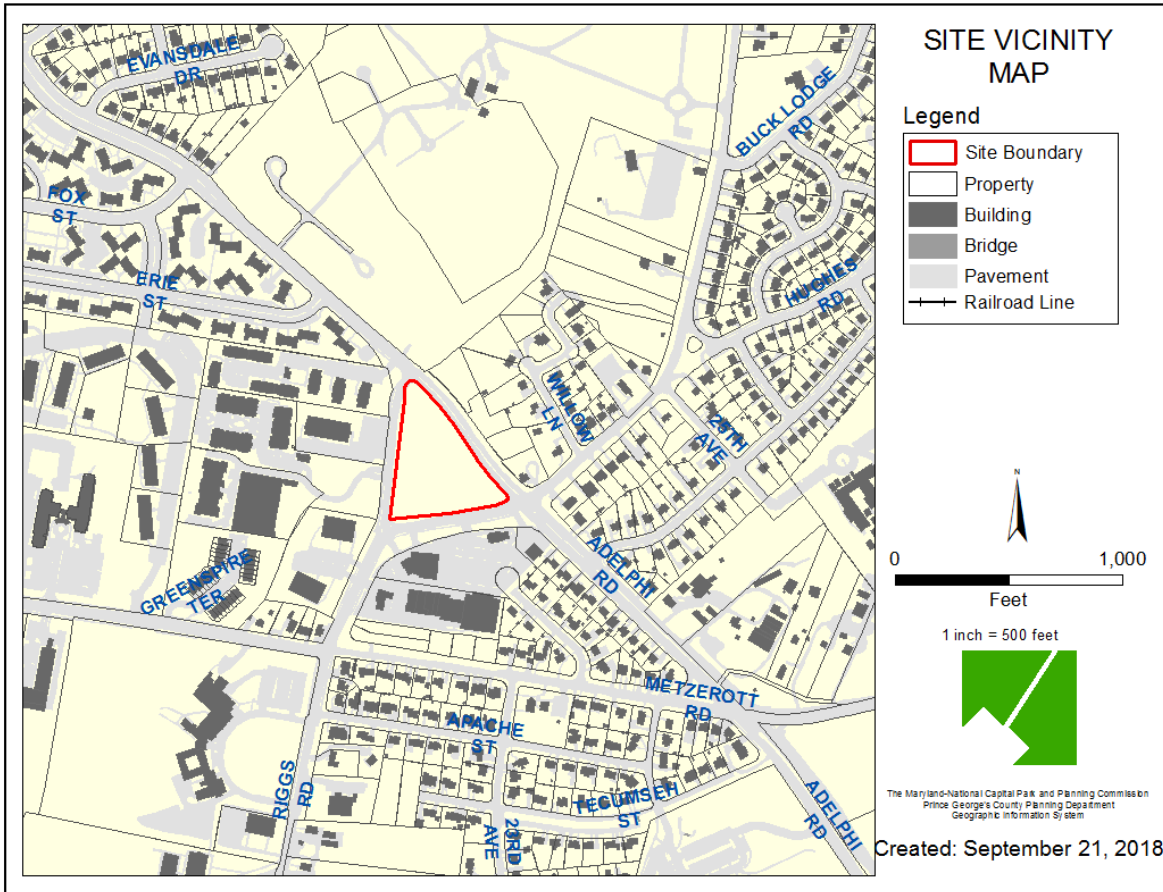 EVANSDALE
DR
FOX
ST
ERIE
ST
BUCK LODGE
RD
HUGHES
RD
WILLOW
LN
25TH
AVE
GREENSPIRE
TER
ADELPHI
RD
METZEROTT
RD
APACHE
ST
TECUMSEH
ST
RIGGS
RD
23RD
AVE
ADELPHI
RD
SITE VICINITY
MAP
Legend
Site Boundary
Property
Building
Bridge
Pavement
Railroad Line
N
0 1,000
Feet
1 inch = 500 feet
The Maryland-National Capital Park and Planning Commission
Prince George's County Planning Department
Geographic Information System
Created: September 21, 2018